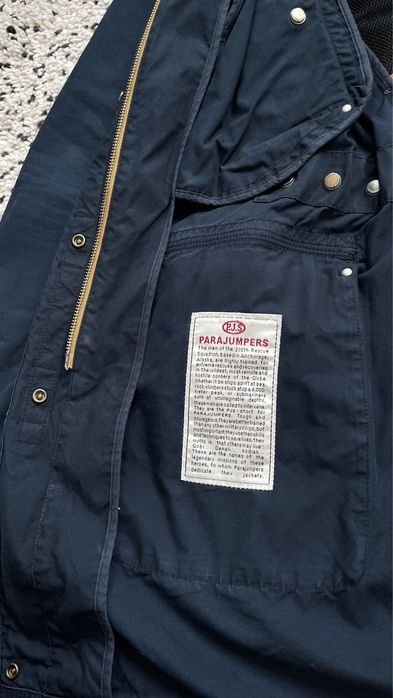 P.J.S
PARAJUMPERS
The men of the 210th Rescue
Squadron, based in Anchorage,
Alaska, are highly trained for
extreme rescues and recoveries
in the wildest, most remote and
hostile corners of the Globe.
Whether it be ships adrift at sea,
rock climbers stuck atop a 4,000
meter peak, or submariners
sunk at unimaginable depths,
these men are called to intervene.
They are the PJs - short for
PARAJUMPERS. Tough and
courageous, they are better trained
than any other military corps, but
most important, they use their skills
and techniques to save lives. Their
motto is: that others may live
Gobi Denali kodiak
These are the names of the
legendary missions of these
heroes, to whom Parajumpers
dedicate their jackets.